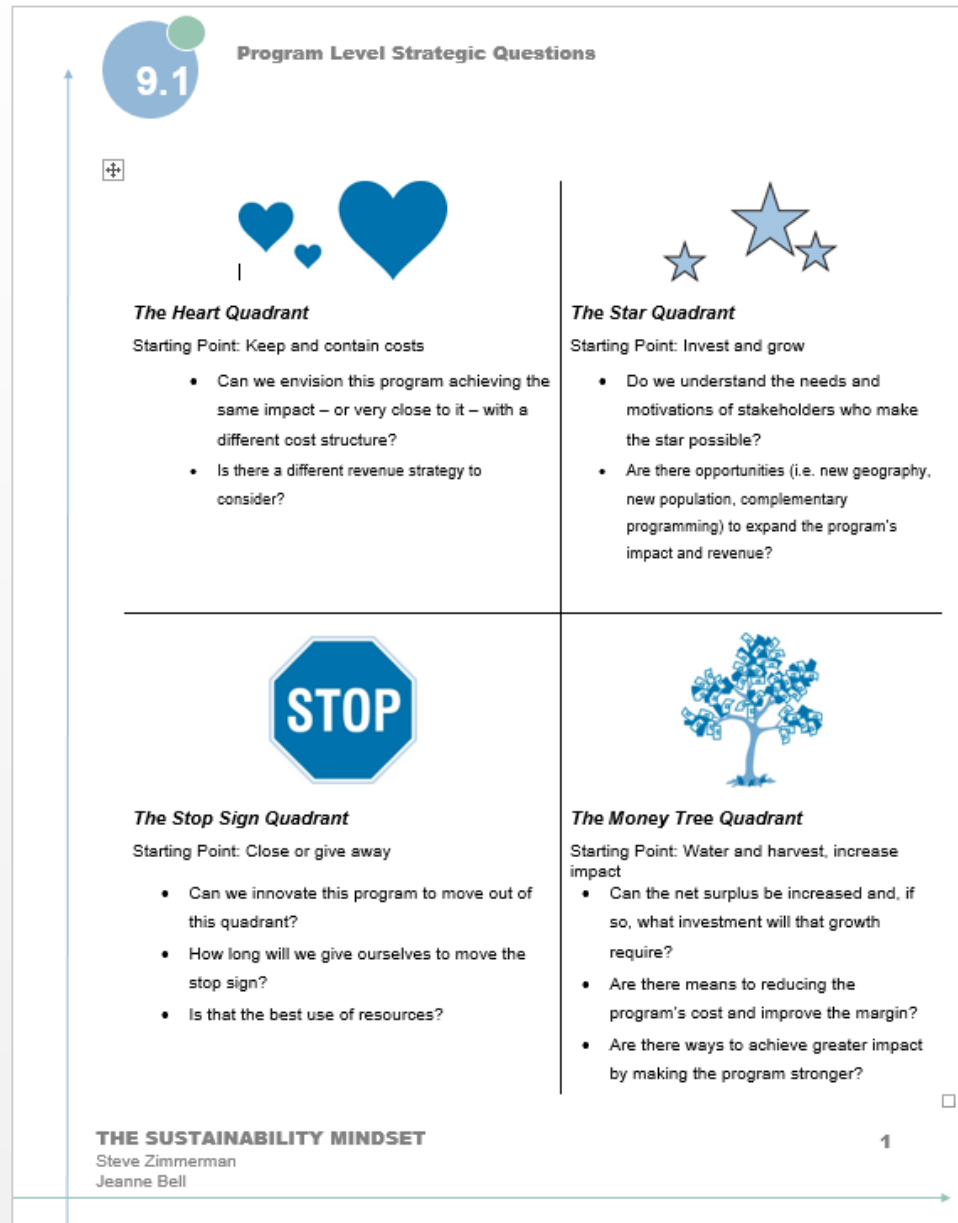 9.1
Program Level Strategic Questions
The Heart Quadrant
Starting Point: Keep and contain costs
• Can we envision this program achieving the
same impact – or very close to it – with a
different cost structure?
• Is there a different revenue strategy to
consider?
The Star Quadrant
Starting Point: Invest and grow
• Do we understand the needs and
motivations of stakeholders who make
the star possible?
• Are there opportunities (i.e. new geography,
new population, complementary
programming) to expand the program's
impact and revenue?
STOP
The Stop Sign Quadrant
Starting Point: Close or give away
• Can we innovate this program to move out of
this quadrant?
• How long will we give ourselves to move the
stop sign?
• Is that the best use of resources?
The Money Tree Quadrant
Starting Point: Water and harvest, increase
impact
• Can the net surplus be increased and, if
so, what investment will that growth
require?
• Are there means to reducing the
program's cost and improve the margin?
• Are there ways to achieve greater impact
by making the program stronger?
THE SUSTAINABILITY MINDSET
Steve Zimmerman
Jeanne Bell
1